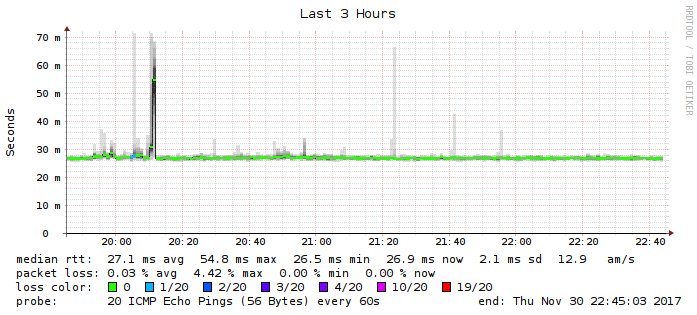 Last 3 Hours
RRDTOOL / TOBI OETIKER
Seconds
70 m
60 m
50 m
40 m
30 m
20 m
10 m
0
20:00 20:20 20:40 21:00 21:20 21:40 22:00 22:20 22:40
median rtt: 27.1 ms avg 54.8 ms max 26.5 ms min 26.9 ms now 2.1 ms sd 12.9 am/s
packet loss: 0.03 % avg 4.42 % max 0.00 % min 0.00 % now
loss color: 0 1/20 2/20 3/20 4/20 10/20 19/20
probe: 20 ICMP Echo Pings (56 Bytes) every 60s end: Thu Nov 30 22:45:03 2017